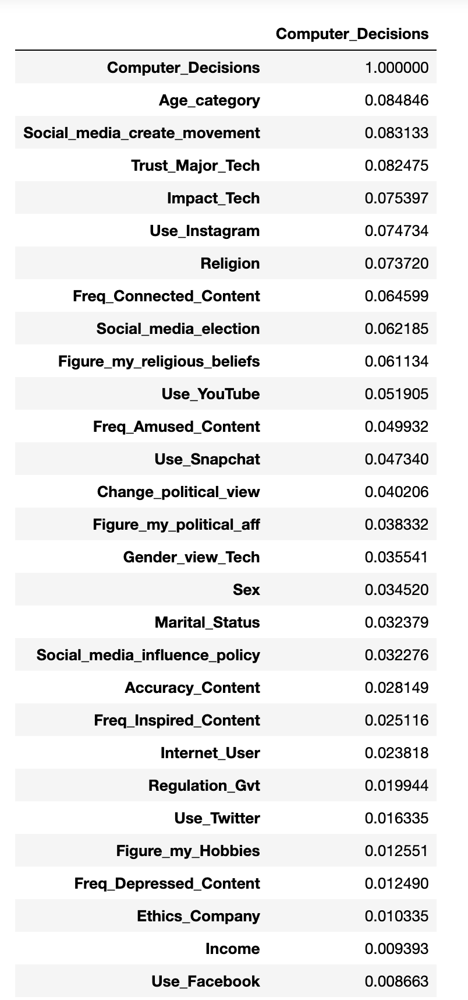 Computer_Decisions
Computer_Decisions 1.000000
Age_category 0.084846
Social_media_create_movement 0.083133
Trust_Major_Tech 0.082475
Impact_Tech 0.075397
Use_Instagram 0.074734
Religion 0.073720
Freq_Connected_Content 0.064599
Social_media_election 0.062185
Figure_my_religious_beliefs 0.061134
Use_YouTube 0.051905
Freq_Amused_Content 0.049932
Use_Snapchat 0.047340
Change_political_view 0.040206
Figure_my_political_aff 0.038332
Gender_view_Tech 0.035541
Sex 0.034520
Marital_Status 0.032379
Social_media_influence_policy 0.032276
Accuracy_Content 0.028149
Freq_Inspired_Content 0.025116
Internet_User 0.023818
Regulation_Gvt 0.019944
Use_Twitter 0.016335
Figure_my_Hobbies 0.012551
Freq_Depressed_Content 0.012490
Ethics_Company 0.010335
Income 0.009393
Use_Facebook 0.008663